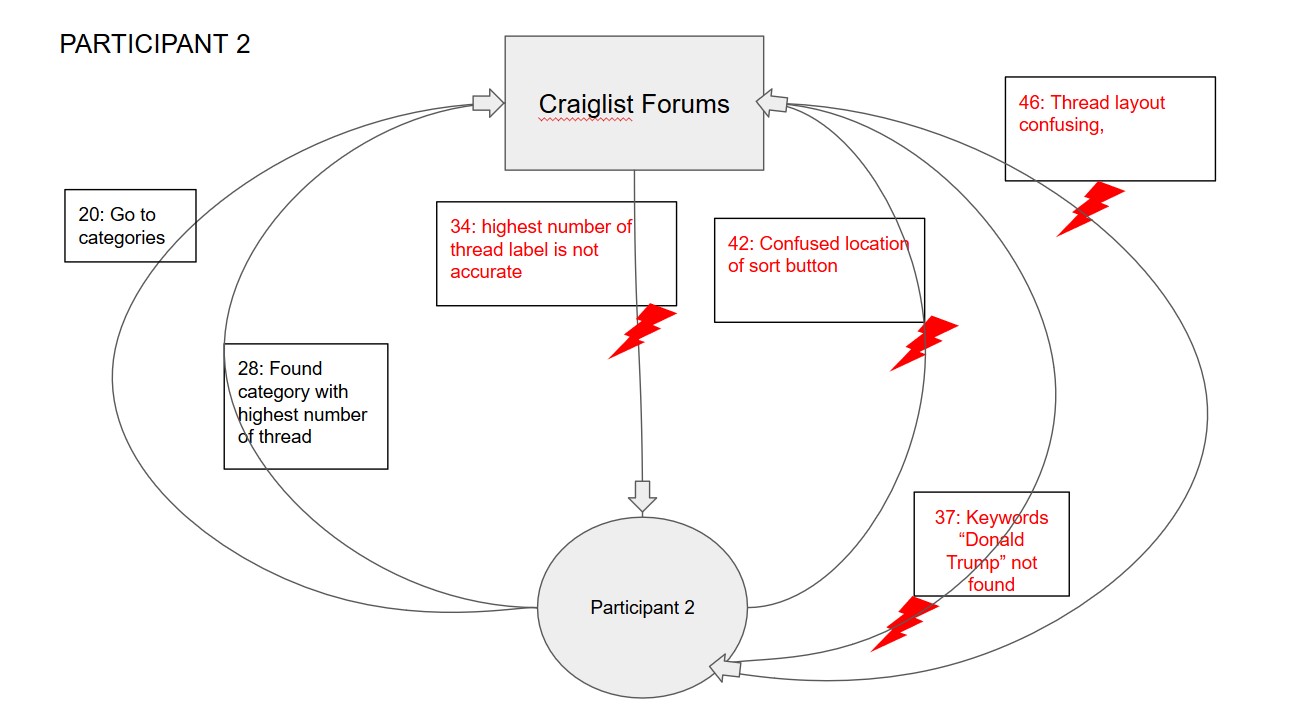 PARTICIPANT 2
Craiglist Forums
46: Thread layout
confusing,
20: Go to
categories
34: highest number of
thread label is not
accurate
42: Confused location
of sort button
28: Found
category with
highest number
of thread
37: Keywords
“Donald
Trump” not
found
Participant 2